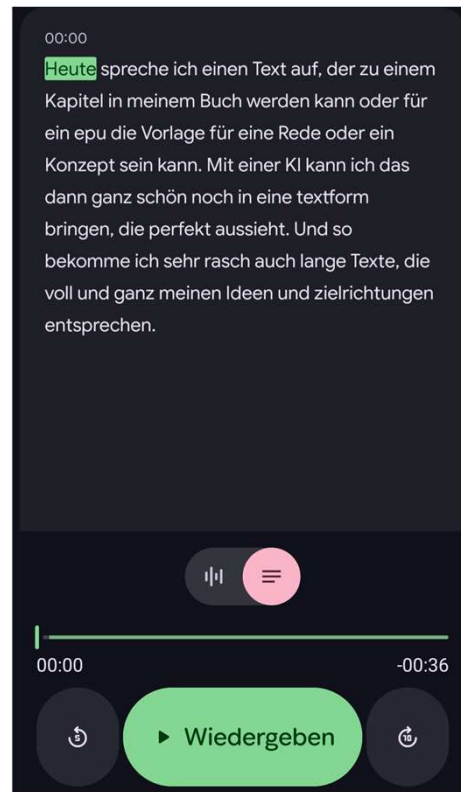 00:00
Heute spreche ich einen Text auf, der zu einem
Kapitel in meinem Buch werden kann oder für
ein epu die Vorlage für eine Rede oder ein
Konzept sein kann. Mit einer KI kann ich das
dann ganz schön noch in eine textform
bringen, die perfekt aussieht. Und so
bekomme ich sehr rasch auch lange Texte, die
voll und ganz meinen Ideen und zielrichtungen
entsprechen.
00:00 -00:36
5 Wiedergeben 10